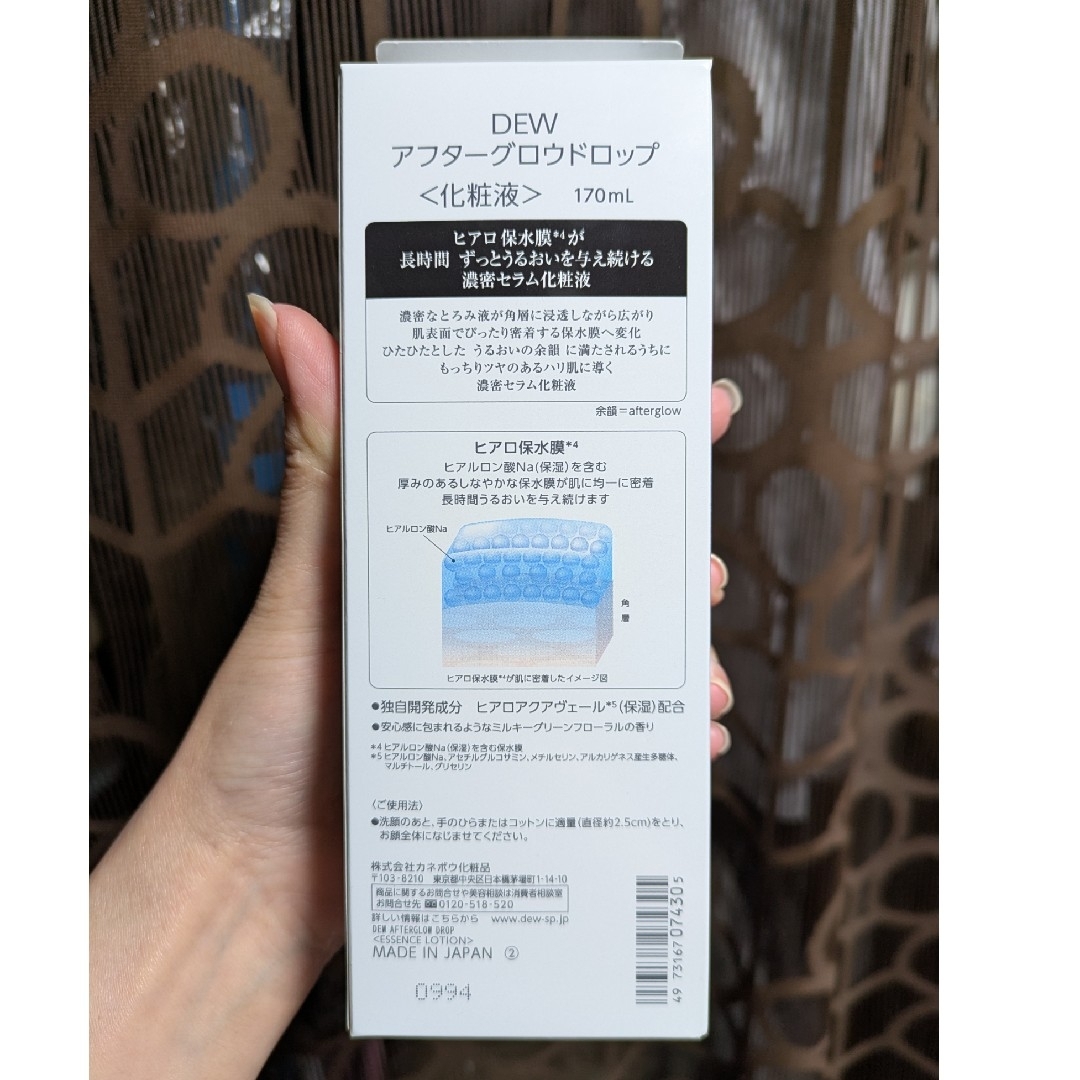 DEW
アフターグロウドロップ
＜化粧液＞ 170mL
ヒアロ保水膜*4が
長時間 ずっとうるおいを与え続ける
濃密セラム化粧液
濃密なとろみ液が角層に浸透しながら広がり
肌表面でぴったり密着する保水膜へ変化
ひたひたとした うるおいの余韻 に満たされるうちに
もっちりツヤのあるハリ肌に導く
濃密セラム化粧液
余韻＝afterglow
ヒアロ保水膜*4
ヒアルロン酸Na(保湿)を含む
厚みのあるしなやかな保水膜が肌に均一に密着
長時間うるおいを与え続けます
ヒアルロン酸Na
角層
ヒアロ保水膜*4が肌に密着したイメージ図
●独自開発成分 ヒアロアクアヴェール*5(保湿)配合
●安心感に包まれるようなミルキーグリーンフローラルの香り
*4 ヒアルロン酸Na(保湿)を含む保水膜
*5 ヒアルロン酸Na、アセチルグルコサミン、メチルセリン、アルカリゲネス産生多糖体、
マルチトール、グリセリン
〈ご使用法〉
●洗顔のあと、手のひらまたはコットンに適量(直径約2.5cm)をとり、
お顔全体になじませてください。
株式会社カネボウ化粧品
〒103-8210 東京都中央区日本橋茅場町1-14-10
商品に関するお問合せや美容相談は消費者相談室
お問合せ先 0120-518-520
詳しい情報はこちらから www.dew-sp.jp
DEW AFTERGLOW DROP
<ESSENCE LOTION>
MADE IN JAPAN ②
0994
4973167074305